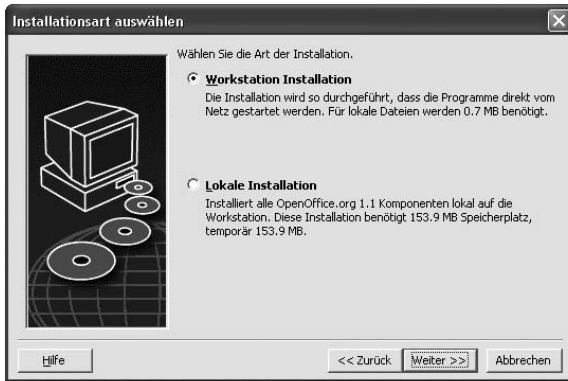 Installationsart auswählen
Wählen Sie die Art der Installation.
Workstation Installation
Die Installation wird so durchgeführt, dass die Programme direkt vom
Netz gestartet werden. Für lokale Dateien werden 0.7 MB benötigt.
Lokale Installation
Installiert alle OpenOffice.org 1.1 Komponenten lokal auf die
Workstation. Diese Installation benötigt 153.9 MB Speicherplatz,
temporär 153.9 MB.
Hilfe
<< Zurück
Weiter >>
Abbrechen